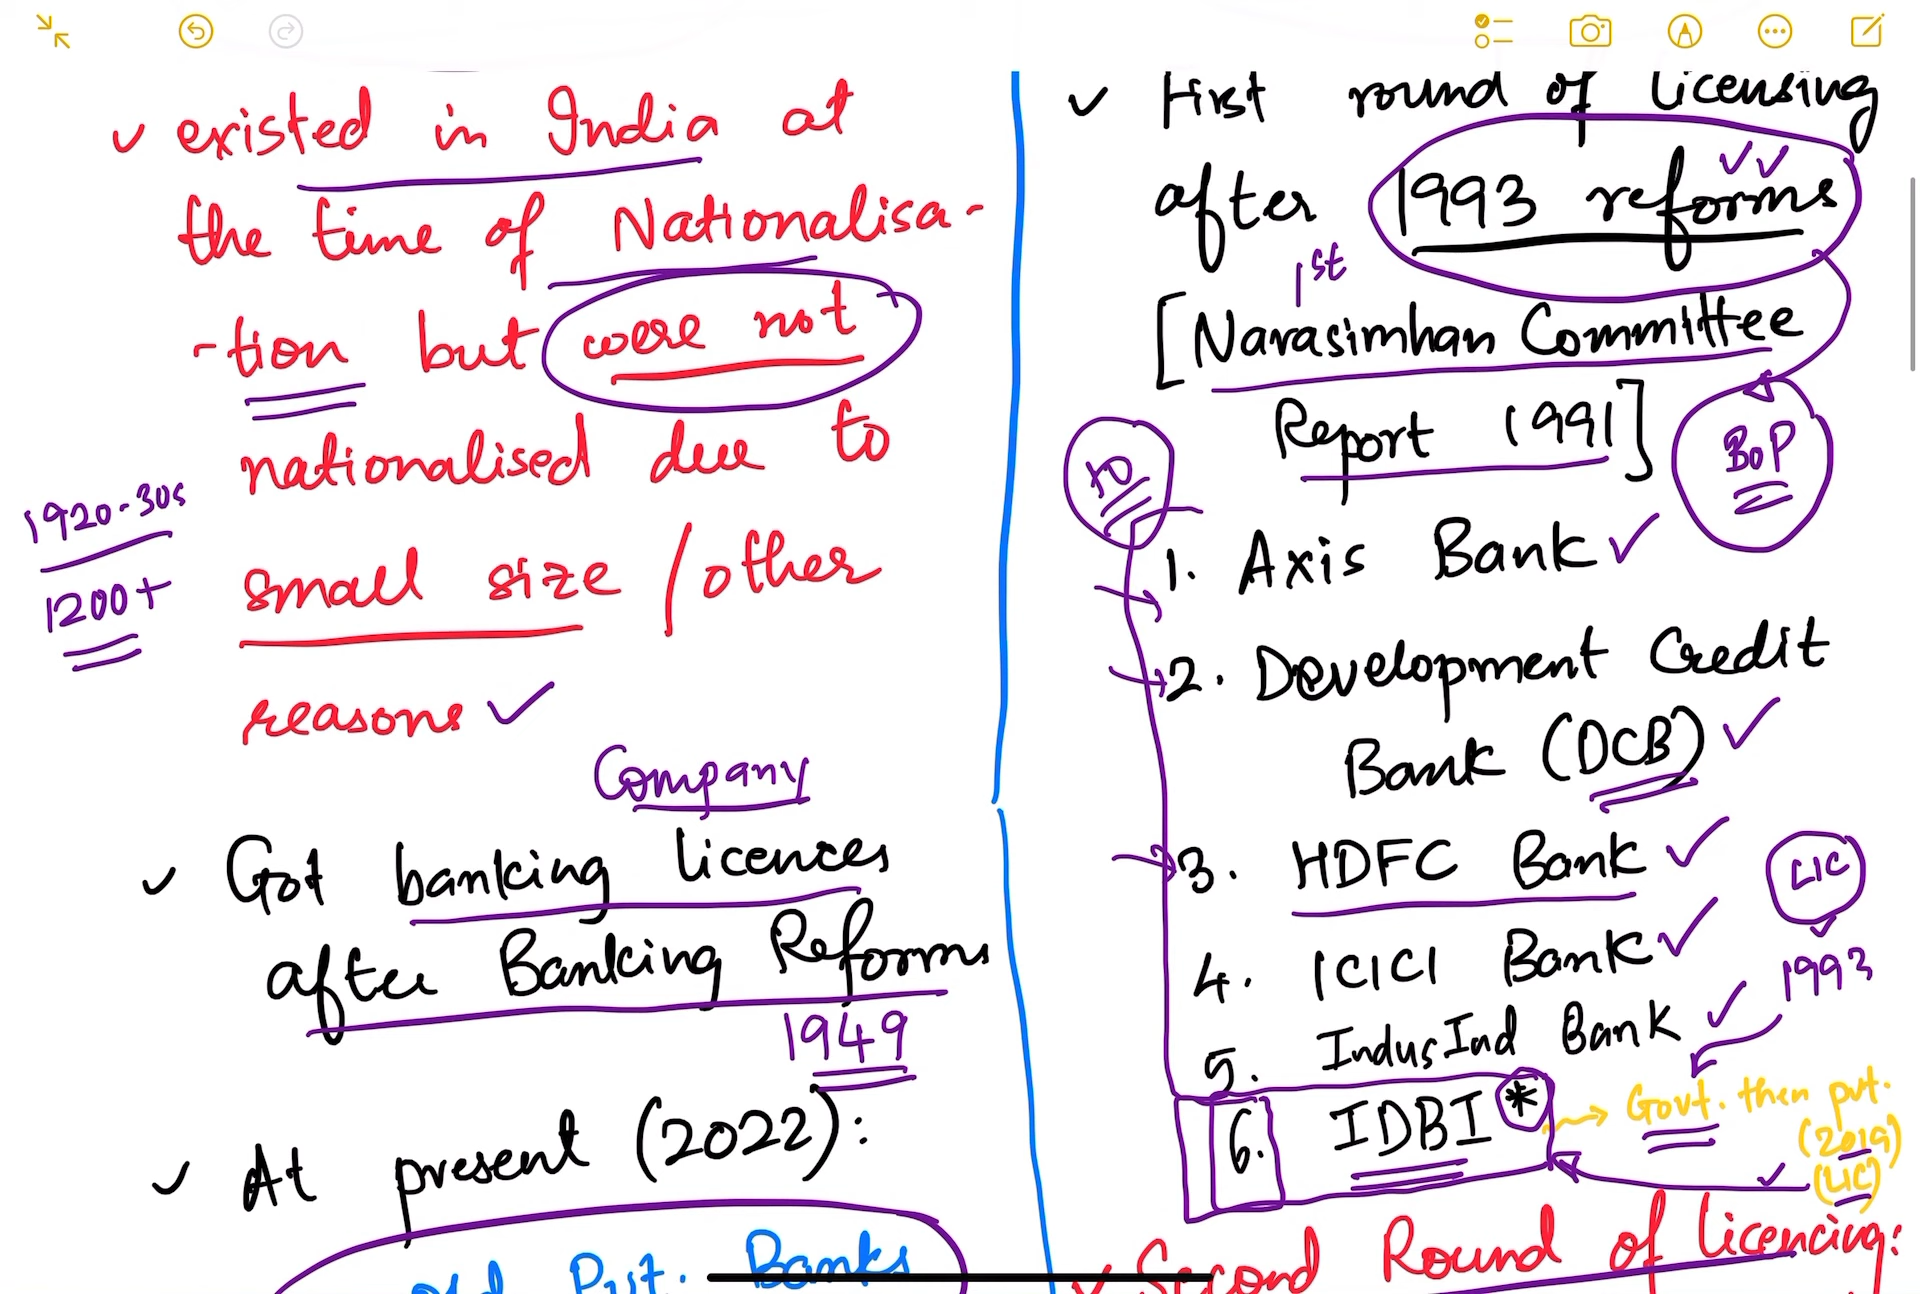 ✓ existed in India at
the time of Nationalisa-
-tion but were not
nationalised due to
1920-30s
1200+
small size / other
reasons ✓
Company
✓ Got banking licences
after Banking Reforms
1949
✓ At present (2022):
old Pvt. Banks
✓ First round of licensing
after 1993 reforms ✓✓
1st
[Narasimhan Committee
Report 1991]
BoP
10
1. Axis Bank ✓
2. Development Credit
Bank (DCB) ✓
3. HDFC Bank ✓
LIC
4. ICICI Bank ✓
1993
5. IndusInd Bank ✓
6. IDBI * → Govt. then pvt.
(2019)
(LIC)
✓ Second Round of licencing: